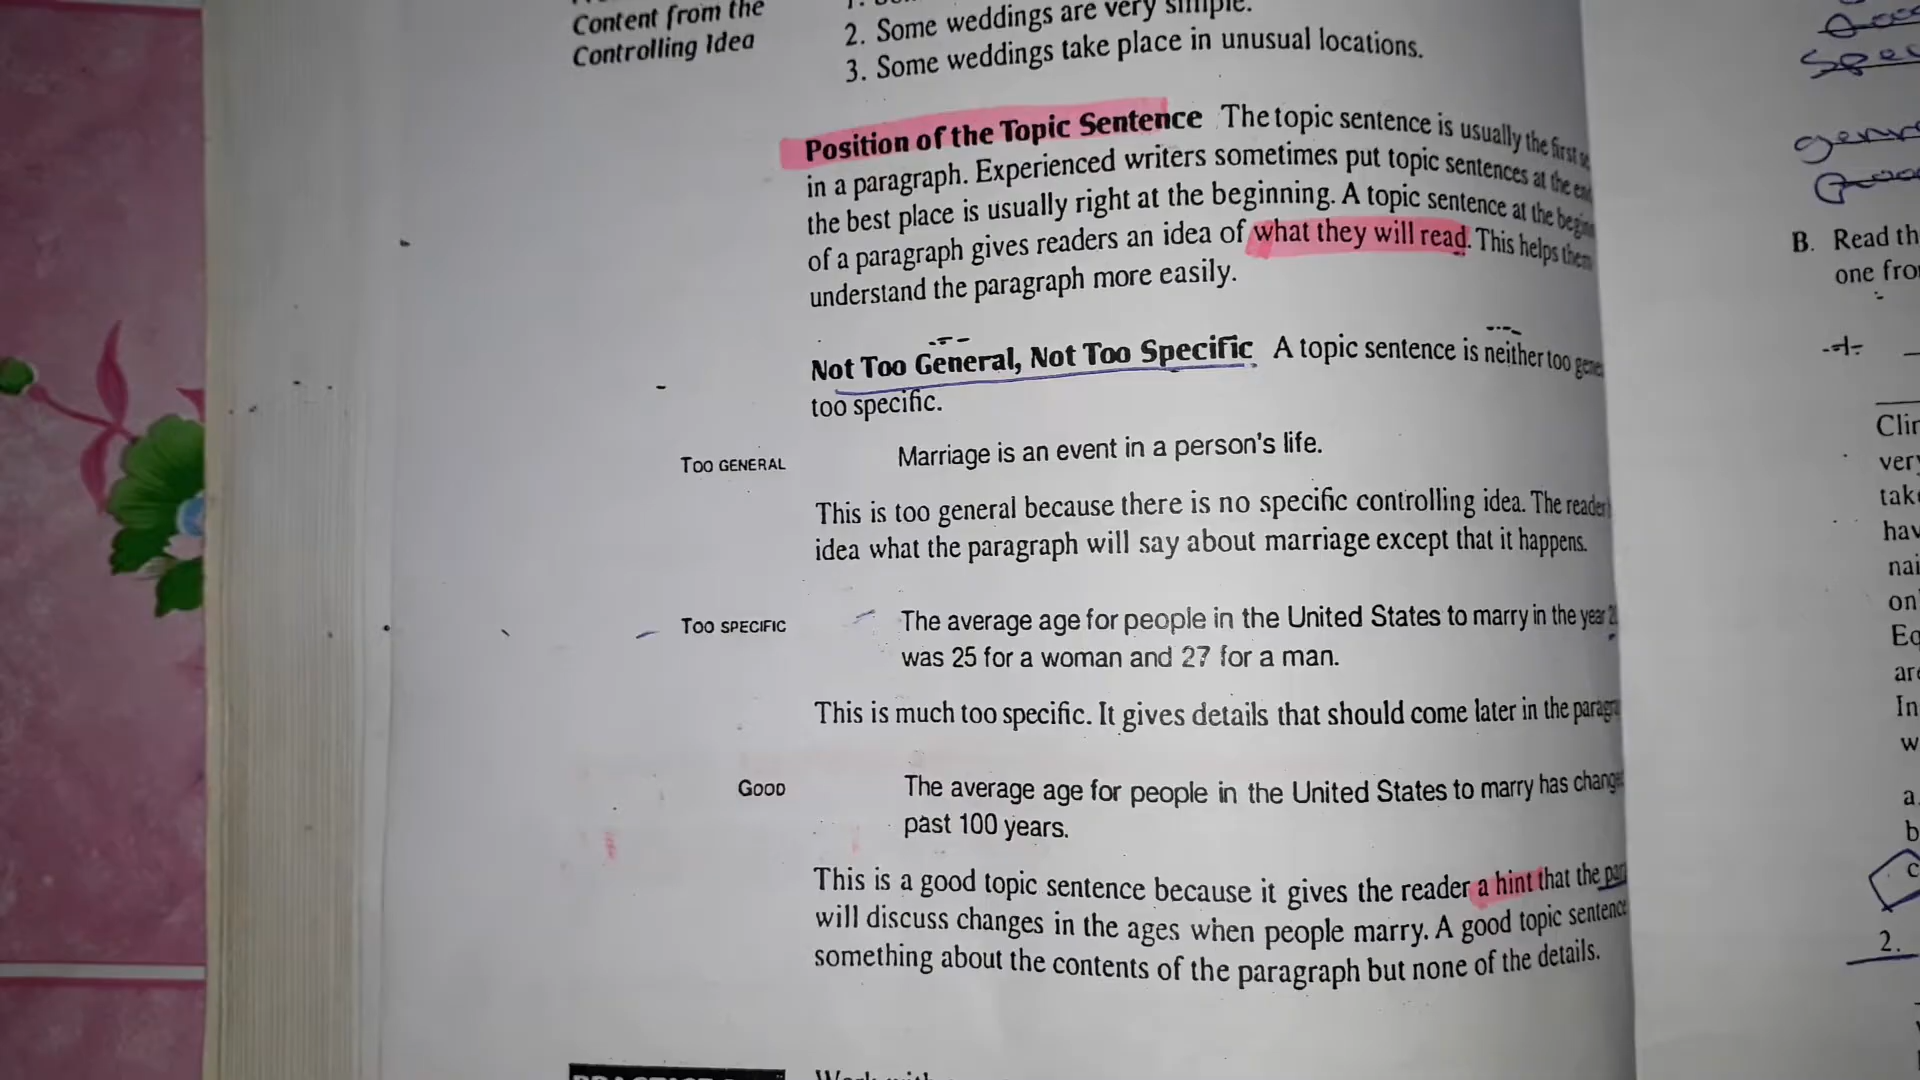 Content from the
Controlling Idea
2. Some weddings are very simple.
3. Some weddings take place in unusual locations.
Position of the Topic Sentence The topic sentence is usually the first
in a paragraph. Experienced writers sometimes put topic sentences at the
the best place is usually right at the beginning. A topic sentence at the
of a paragraph gives readers an idea of what they will read. This helps them
understand the paragraph more easily.
Not Too General, Not Too Specific A topic sentence is neither too
too specific.
TOO GENERAL Marriage is an event in a person's life.
This is too general because there is no specific controlling idea. The reader
idea what the paragraph will say about marriage except that it happens.
TOO SPECIFIC The average age for people in the United States to marry in the year
was 25 for a woman and 27 for a man.
This is much too specific. It gives details that should come later in the
GOOD The average age for people in the United States to marry has
past 100 years.
This is a good topic sentence because it gives the reader a hint that the
will discuss changes in the ages when people marry. A good topic sentence
something about the contents of the paragraph but none of the details.
B. Read
one
are
In
a.
b
c
2.